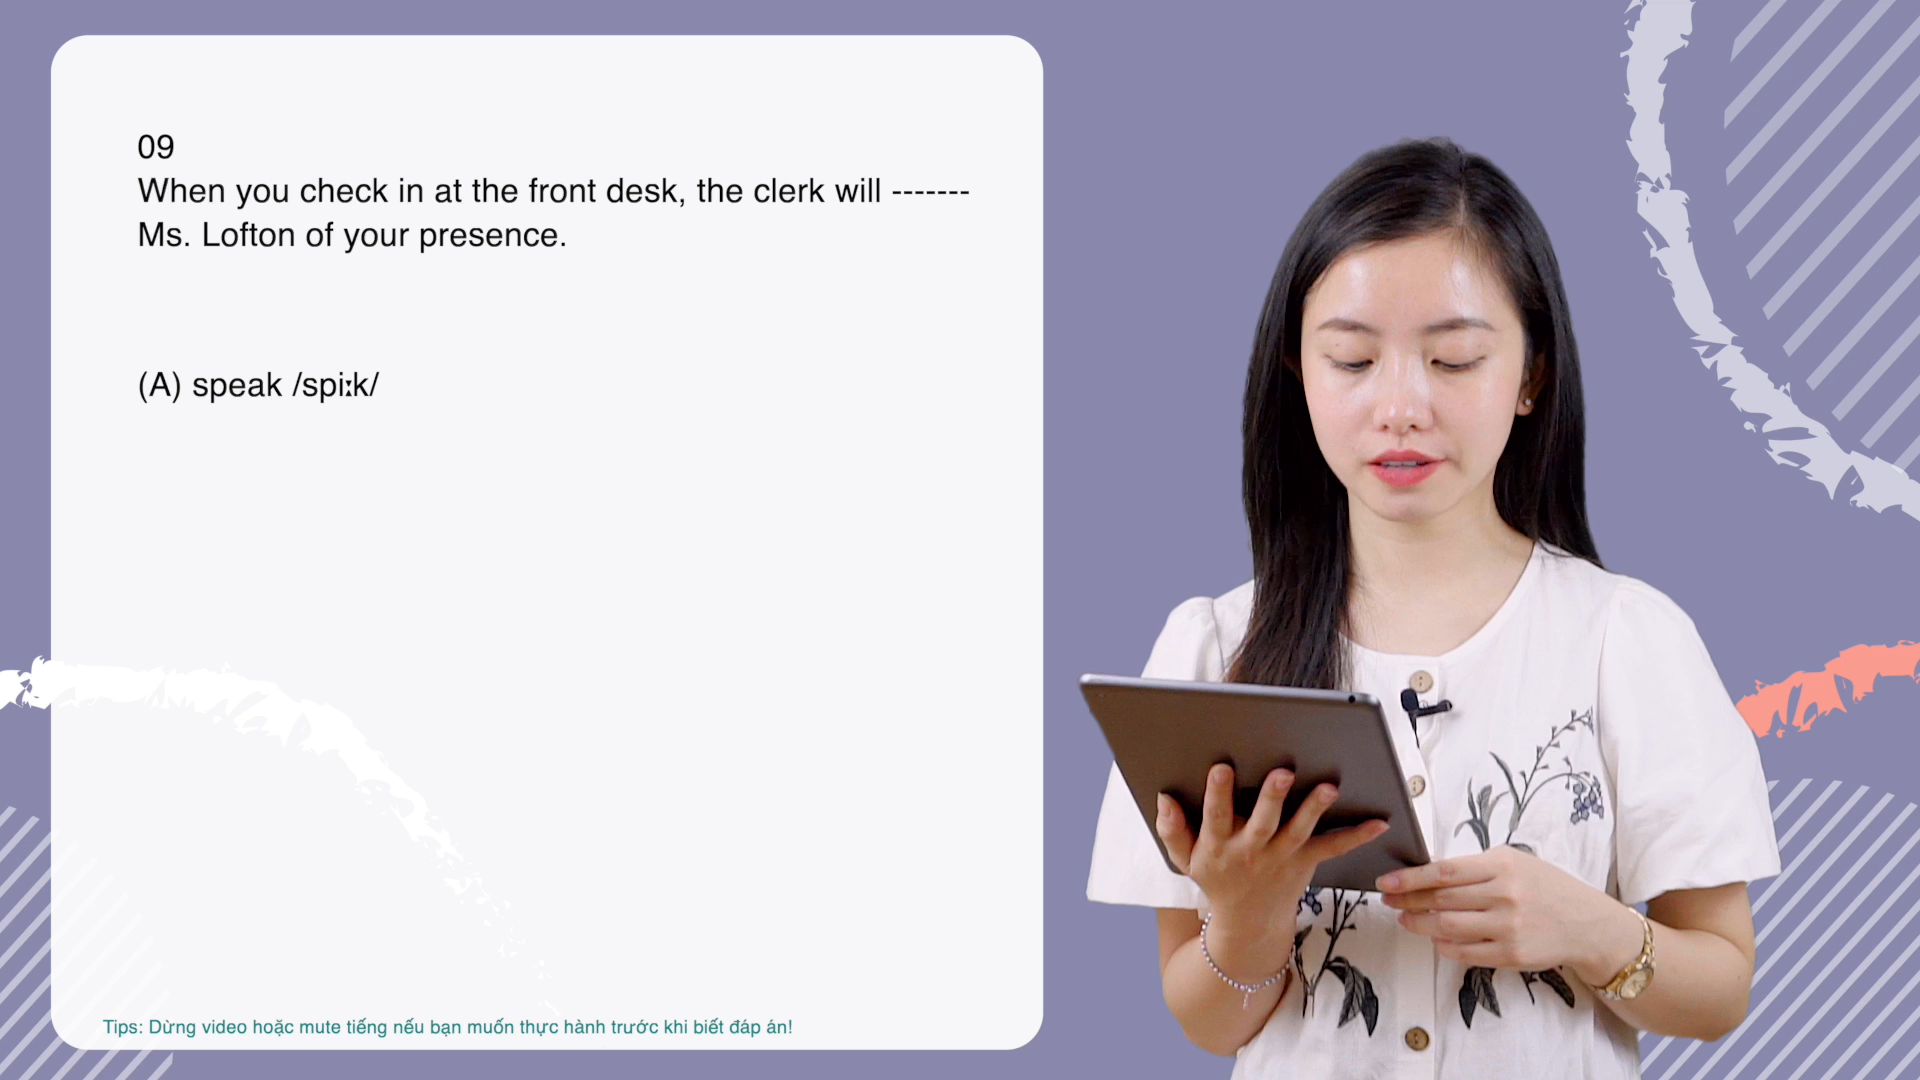 09
When you check in at the front desk, the clerk will -------
Ms. Lofton of your presence.
(A) speak /spiːk/
Tips: Dừng video hoặc mute tiếng nếu bạn muốn thực hành trước khi biết đáp án!